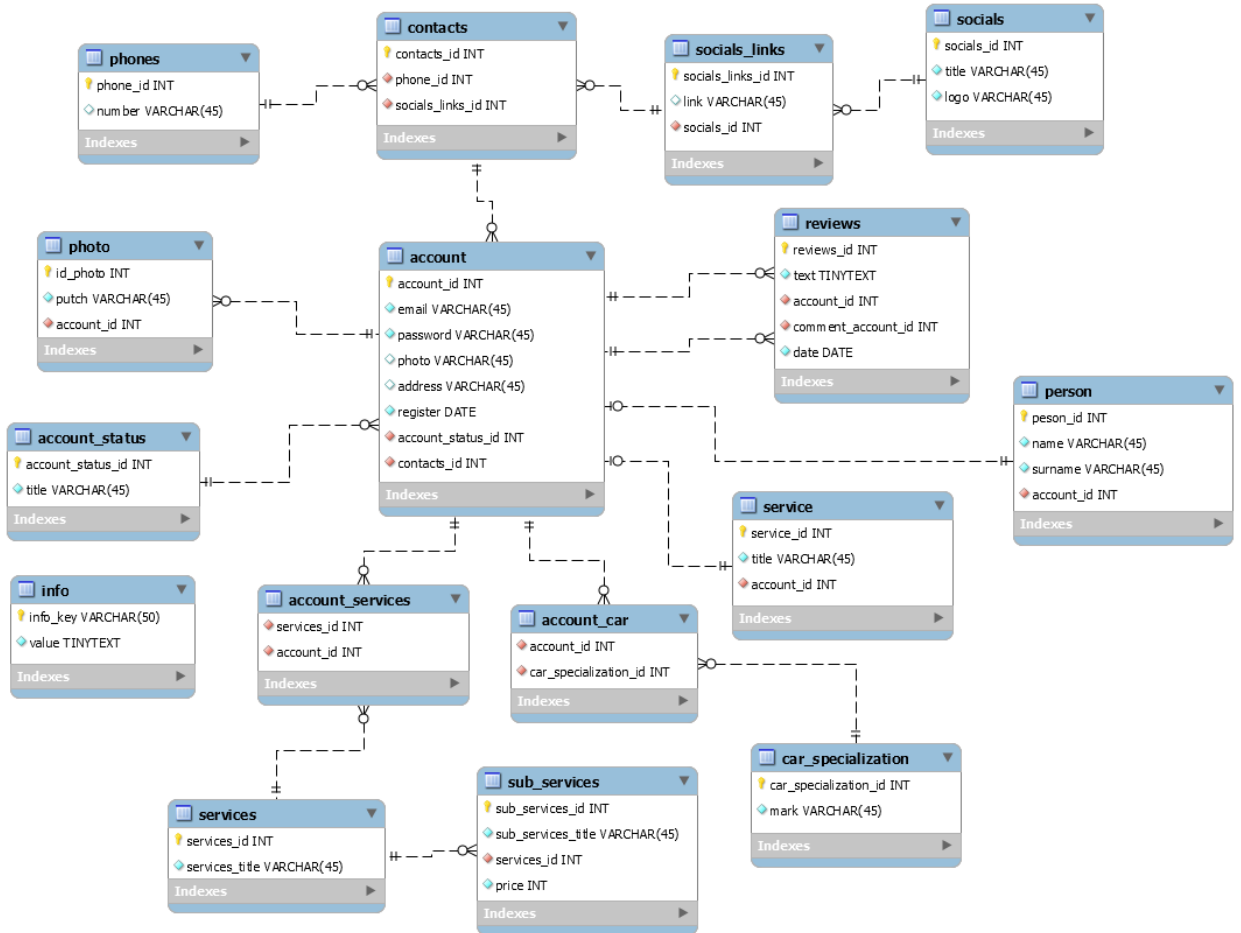 phones
phone_id INT
number VARCHAR(45)
Indexes
contacts
contacts_id INT
phone_id INT
socials_links_id INT
Indexes
socials_links
socials_links_id INT
link VARCHAR(45)
socials_id INT
Indexes
socials
socials_id INT
title VARCHAR(45)
logo VARCHAR(45)
Indexes
photo
id_photo INT
putch VARCHAR(45)
account_id INT
Indexes
account
account_id INT
email VARCHAR(45)
password VARCHAR(45)
photo VARCHAR(45)
address VARCHAR(45)
register DATE
account_status_id INT
contacts_id INT
Indexes
reviews
reviews_id INT
text TINYTEXT
account_id INT
comment_account_id INT
date DATE
Indexes
person
peson_id INT
name VARCHAR(45)
surname VARCHAR(45)
account_id INT
Indexes
account_status
account_status_id INT
title VARCHAR(45)
Indexes
service
service_id INT
title VARCHAR(45)
account_id INT
Indexes
info
info_key VARCHAR(50)
value TINYTEXT
Indexes
account_services
services_id INT
account_id INT
Indexes
account_car
account_id INT
car_specialization_id INT
Indexes
car_specialization
car_specialization_id INT
mark VARCHAR(45)
Indexes
services
services_id INT
services_title VARCHAR(45)
Indexes
sub_services
sub_services_id INT
sub_services_title VARCHAR(45)
services_id INT
price INT
Indexes